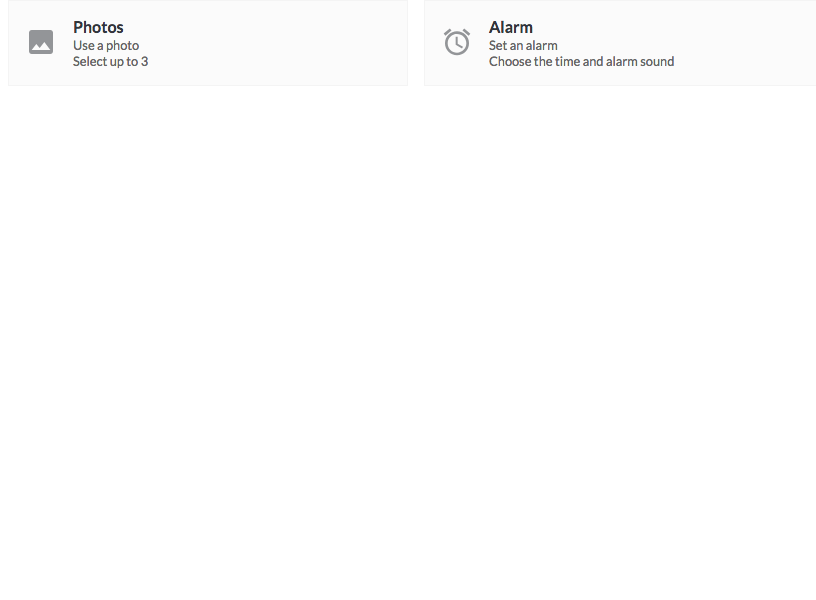 Photos
Use a photo
Select up to 3
Alarm
Set an alarm
Choose the time and alarm sound